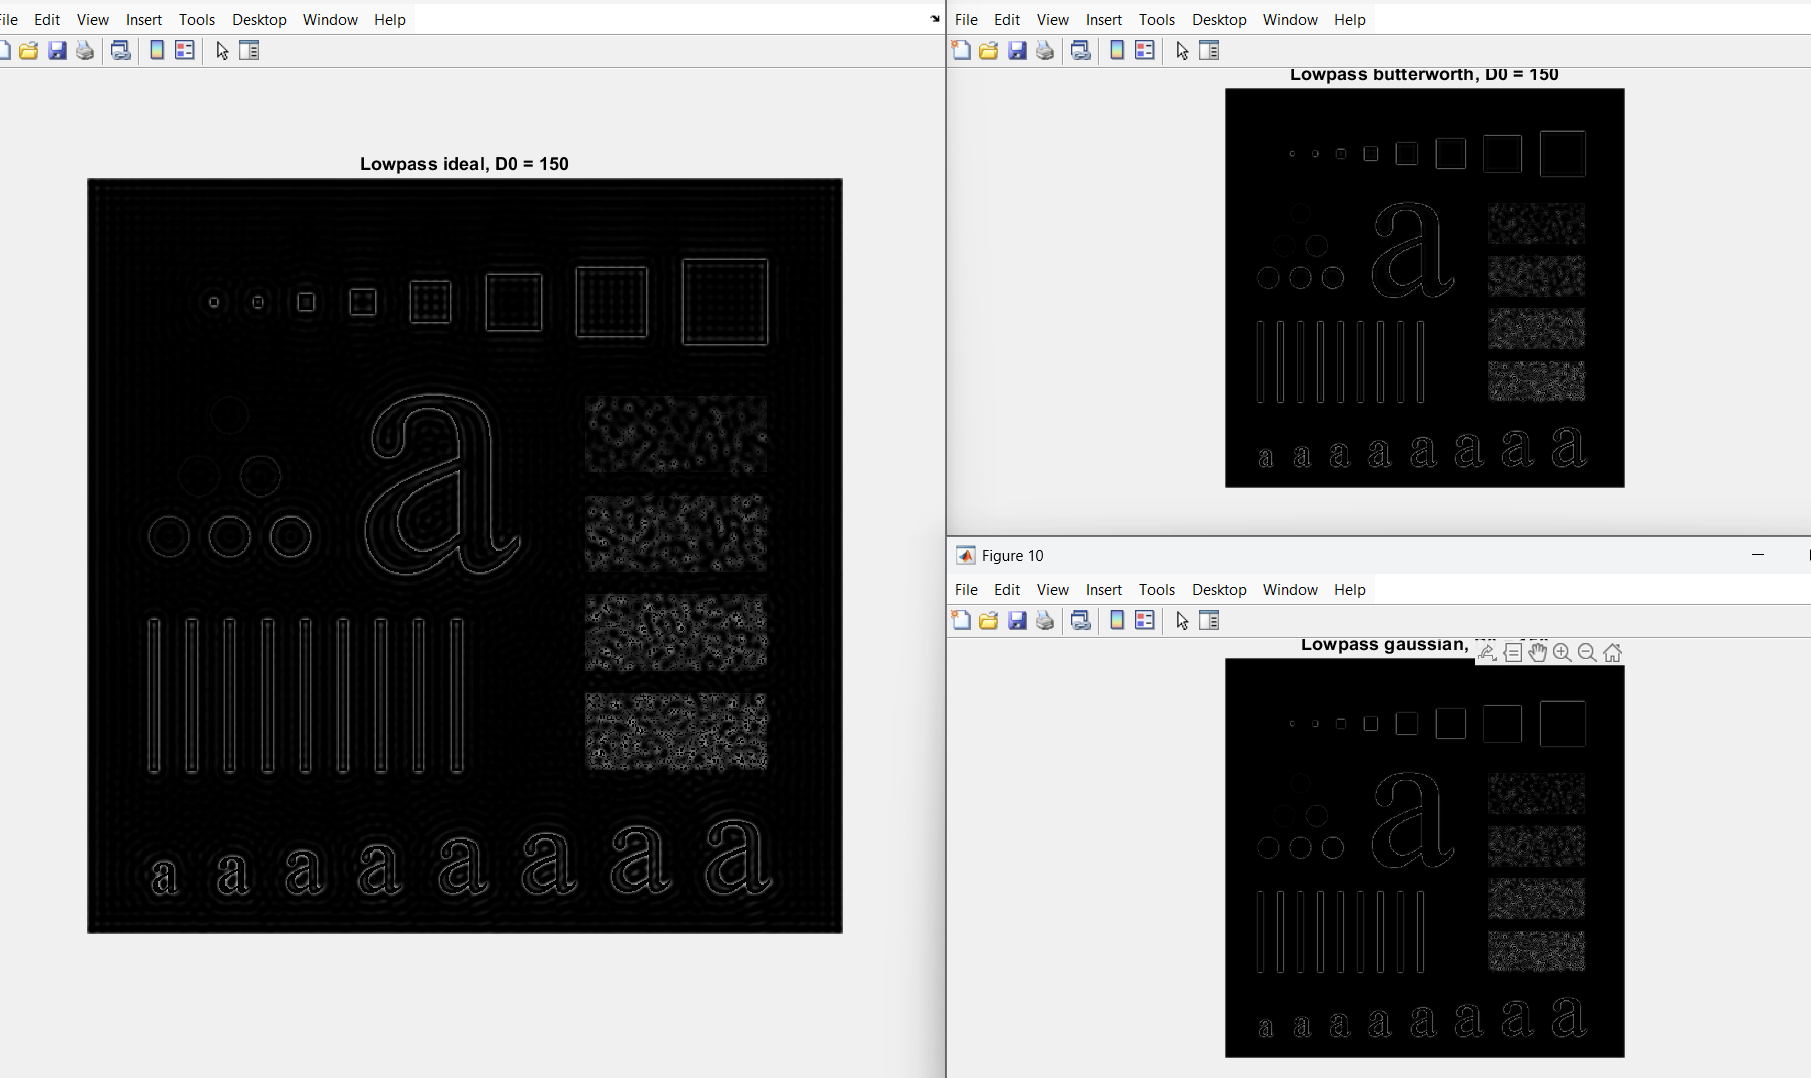 File Edit View Insert Tools Desktop Window Help
Lowpass ideal, D0 = 150
a
a a a a a a a a
File Edit View Insert Tools Desktop Window Help
Lowpass butterworth, D0 = 150
a
a a a a a a a a
Figure 10
File Edit View Insert Tools Desktop Window Help
Lowpass gaussian,
a
a a a a a a a a